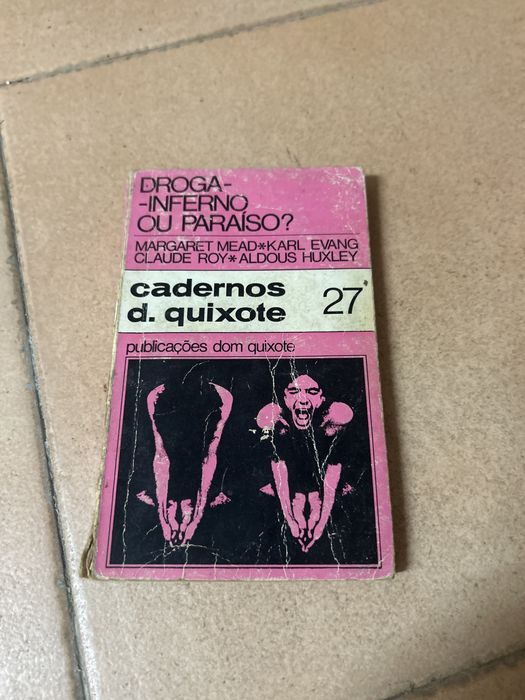 DROGA-
-INFERNO
OU PARAÍSO?
MARGARET MEAD*KARL EVANG
CLAUDE ROY*ALDOUS HUXLEY
cadernos
d. quixote 27
publicações dom quixote